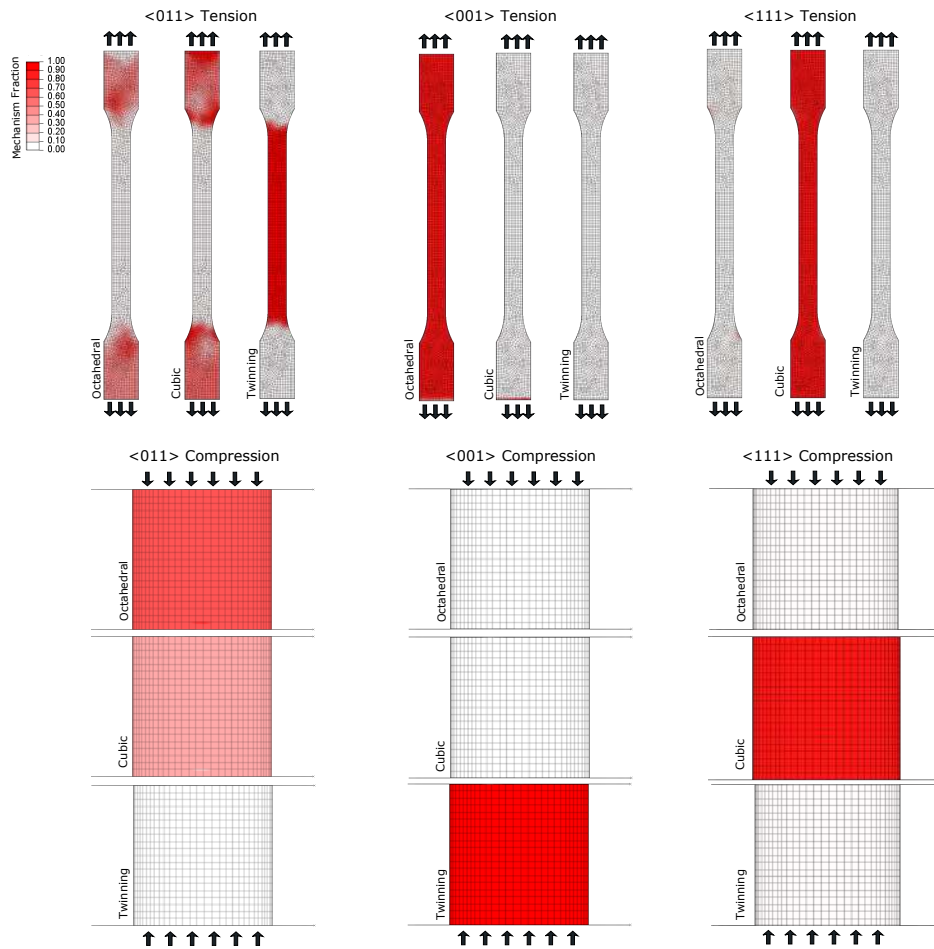 <011> Tension
<001> Tension
<111> Tension
Mechanism Fraction
1.00
0.90
0.80
0.70
0.60
0.50
0.40
0.30
0.20
0.10
0.00
Octahedral
Cubic
Twinning
Octahedral
Cubic
Twinning
Octahedral
Cubic
Twinning
<011> Compression
<001> Compression
<111> Compression
Octahedral
Octahedral
Octahedral
Cubic
Cubic
Cubic
Twinning
Twinning
Twinning